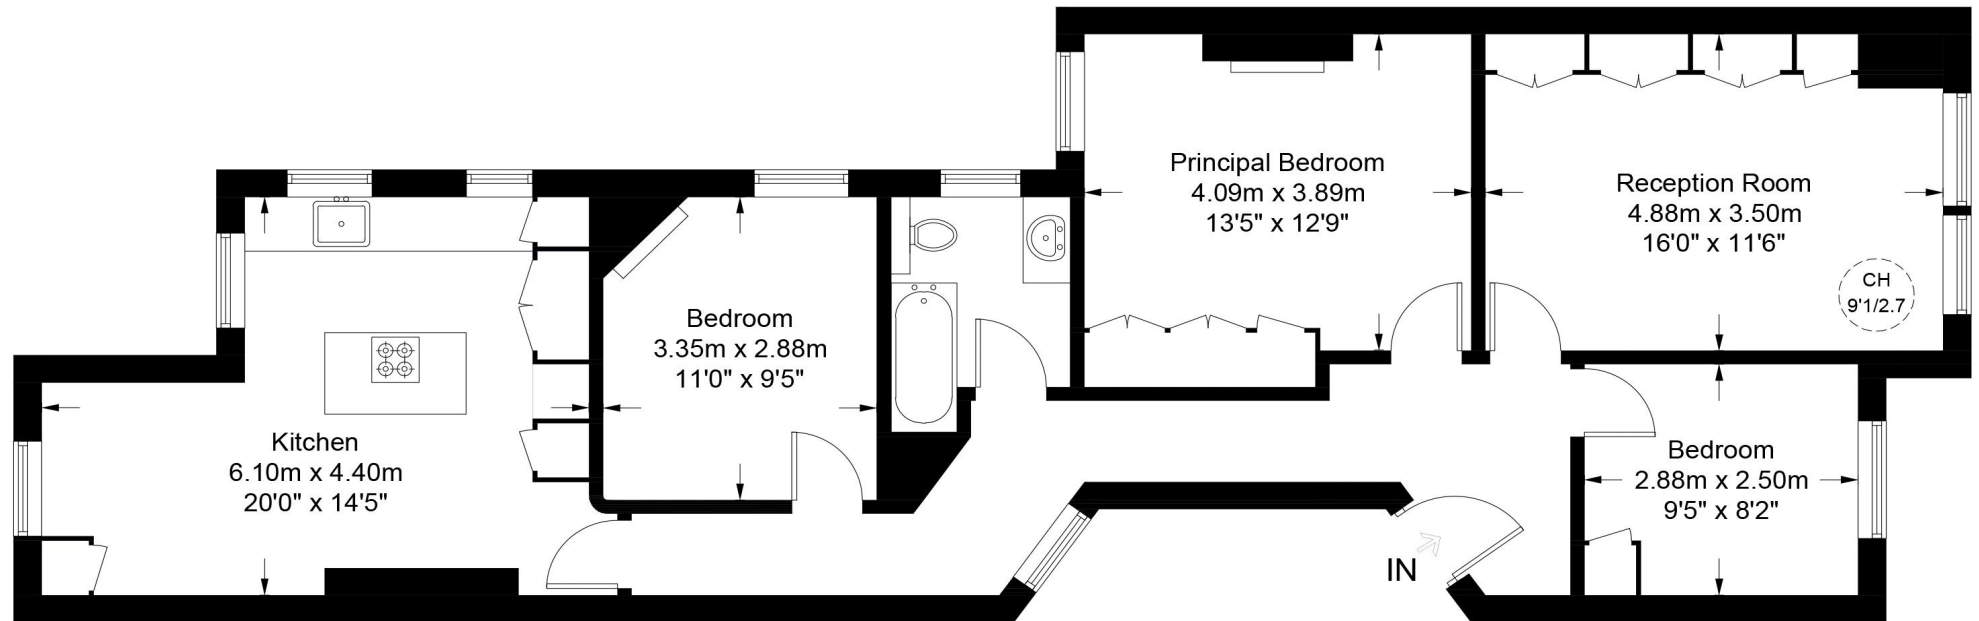 Principal Bedroom
4.09m x 3.89m
13'5" x 12'9"
Reception Room
4.88m x 3.50m
16'0" x 11'6"
CH
9'1/2.7
Bedroom
3.35m x 2.88m
11'0" x 9'5"
Kitchen
6.10m x 4.40m
20'0" x 14'5"
Bedroom
2.88m x 2.50m
9'5" x 8'2"
IN